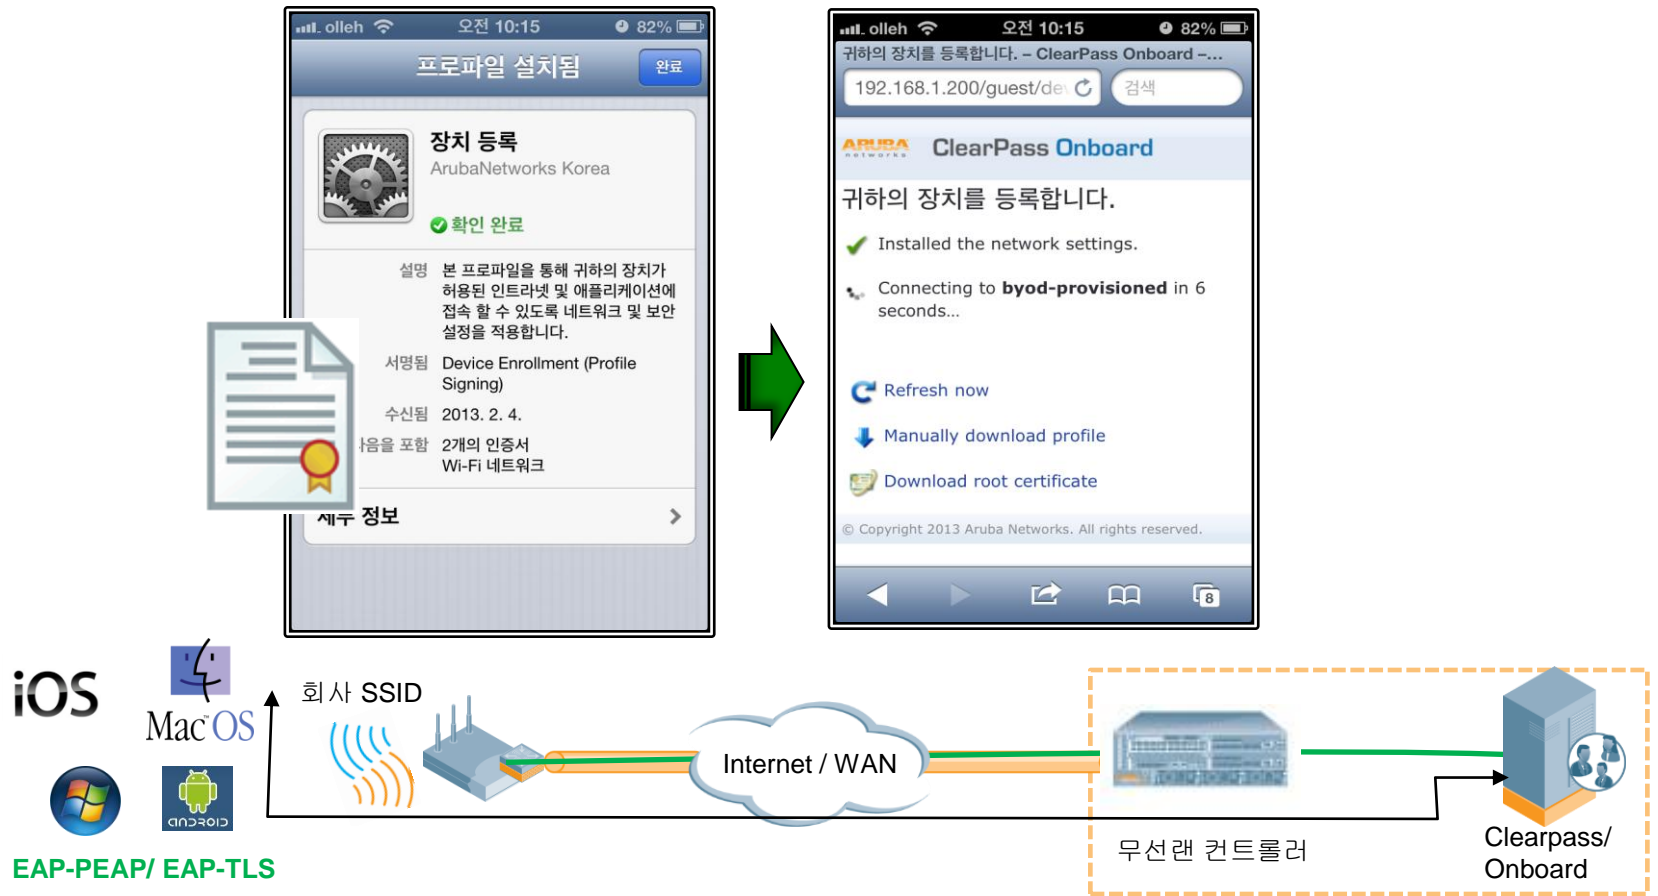 olleh 오전 10:15 82%
프로파일 설치됨 완료
장치 등록
ArubaNetworks Korea
확인 완료
설명 본 프로파일을 통해 귀하의 장치가
허용된 인트라넷 및 애플리케이션에
접속 할 수 있도록 네트워크 및 보안
설정을 적용합니다.
서명됨 Device Enrollment (Profile
Signing)
수신됨 2013. 2. 4.
포함 2개의 인증서
Wi-Fi 네트워크
정보
olleh 오전 10:15 82%
귀하의 장치를 등록합니다. – ClearPass Onboard –...
192.168.1.200/guest/de 검색
ARUBA
networks
ClearPass Onboard
귀하의 장치를 등록합니다.
Installed the network settings.
Connecting to byod-provisioned in 6
seconds...
Refresh now
Manually download profile
Download root certificate
© Copyright 2013 Aruba Networks. All rights reserved.
8
iOS
Mac OS
회사 SSID
Internet / WAN
ANDROID
무선랜 컨트롤러
Clearpass/
Onboard
EAP-PEAP/ EAP-TLS